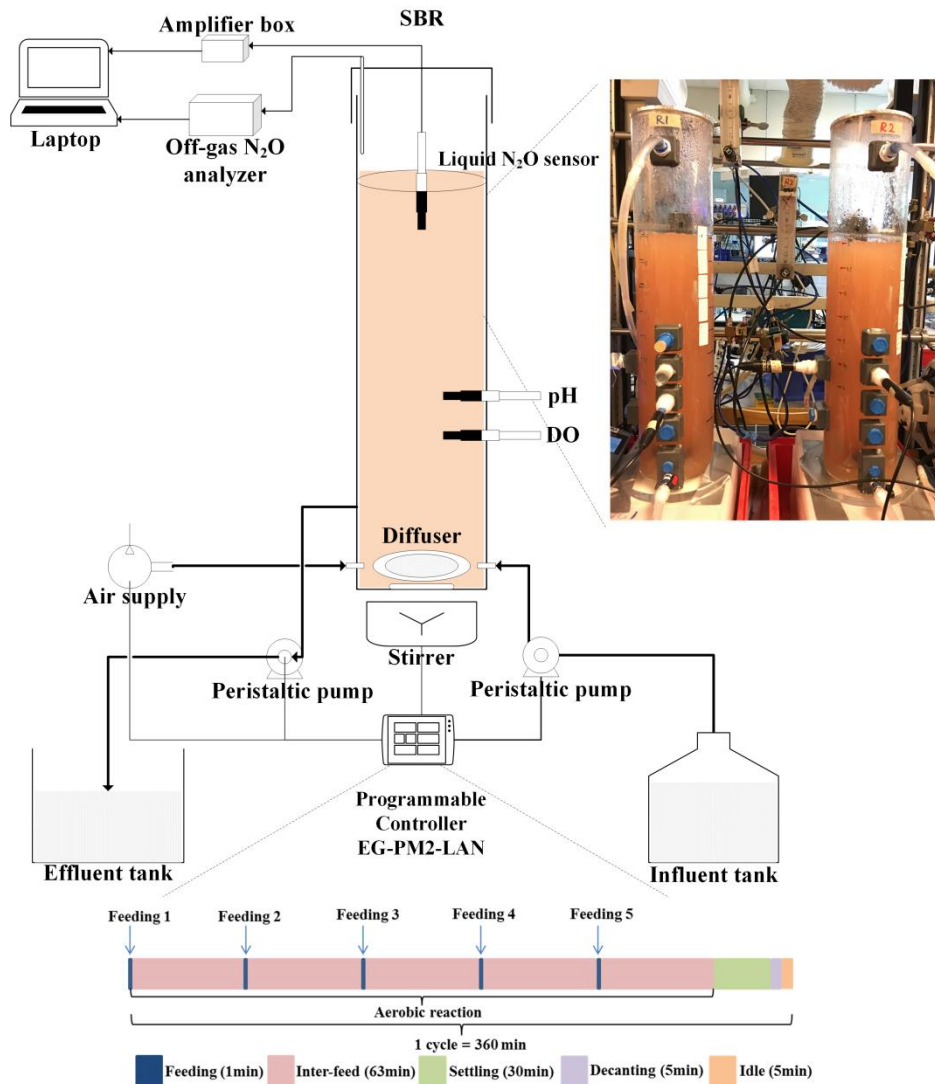 SBR
Amplifier box
Laptop
Off-gas N₂O
analyzer
Liquid N₂O sensor
R1
R2
pH
DO
Diffuser
Air supply
Stirrer
Peristaltic pump
Peristaltic pump
Programmable
Controller
EG-PM2-LAN
Effluent tank
Influent tank
Feeding 1
Feeding 2
Feeding 3
Feeding 4
Feeding 5
Aerobic reaction
1 cycle = 360 min
Feeding (1min)
Inter-feed (63min)
Settling (30min)
Decanting (5min)
Idle (5min)